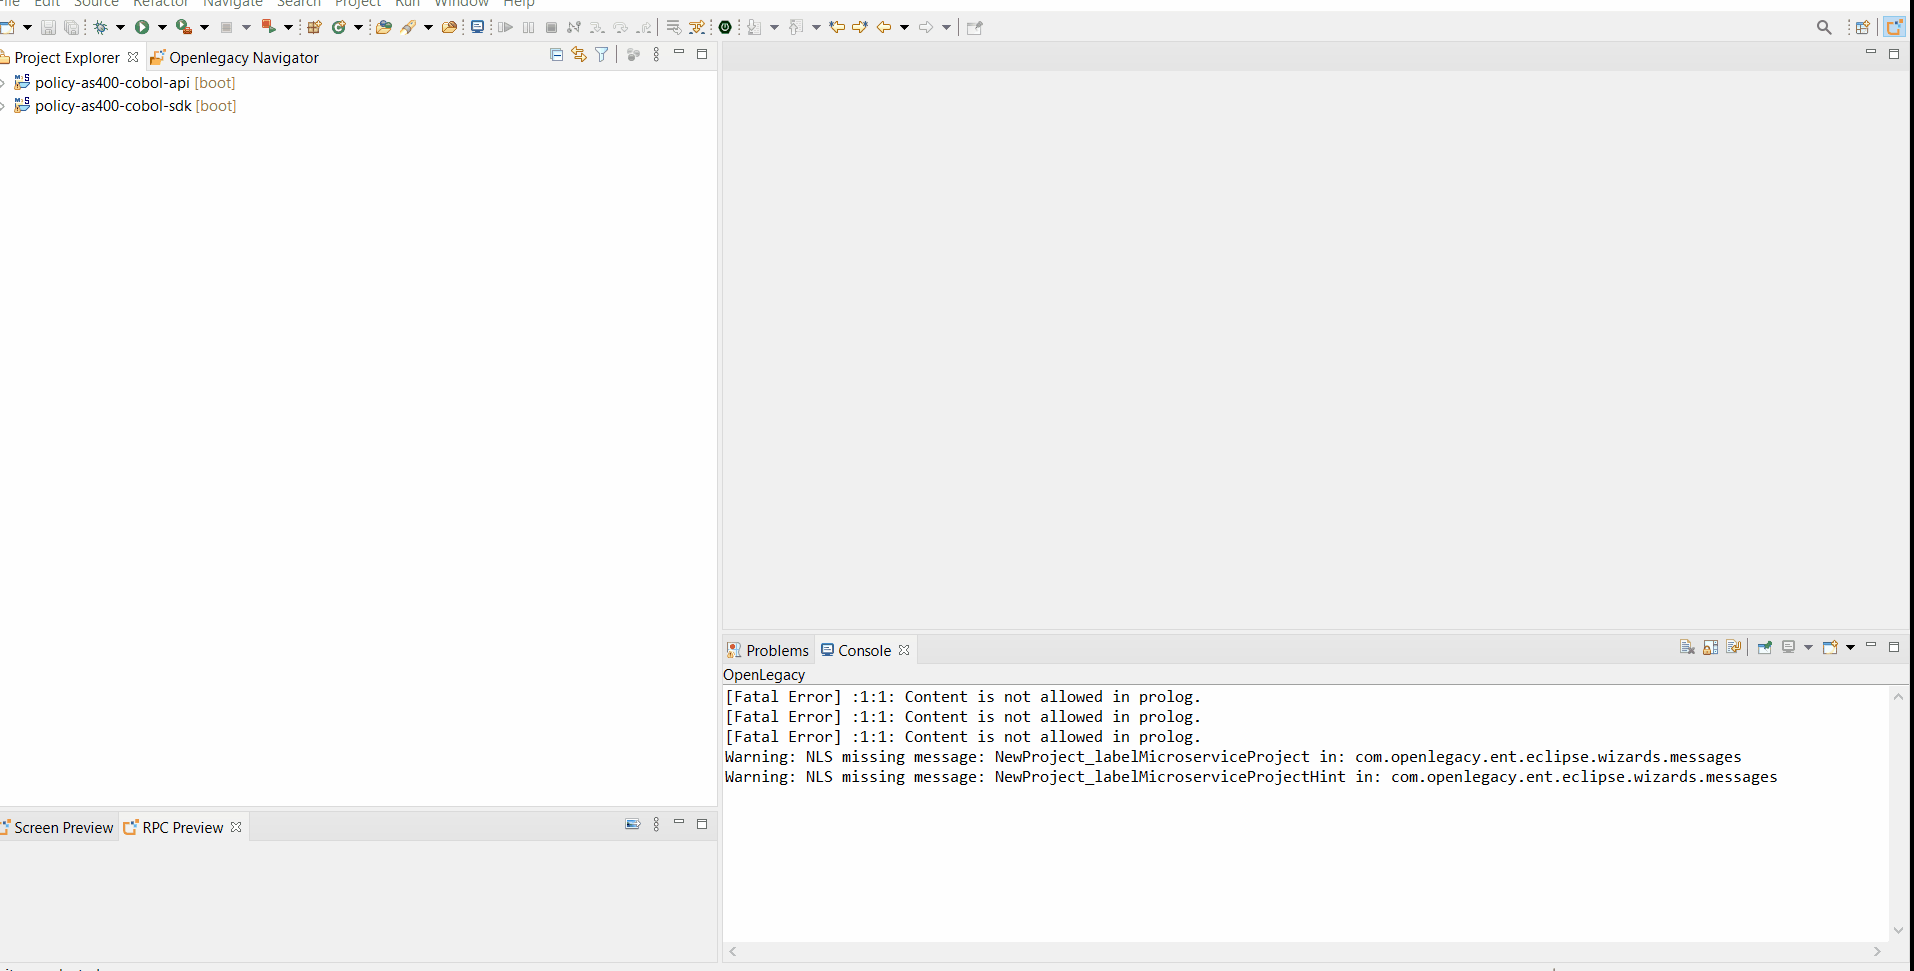 File Edit Source Refactor Navigate Search Project Run Window Help
Project Explorer
Openlegacy Navigator
policy-as400-cobol-api [boot]
policy-as400-cobol-sdk [boot]
Problems
Console
OpenLegacy
[Fatal Error] :1:1: Content is not allowed in prolog.
[Fatal Error] :1:1: Content is not allowed in prolog.
[Fatal Error] :1:1: Content is not allowed in prolog.
Warning: NLS missing message: NewProject_labelMicroserviceProject in: com.openlegacy.ent.eclipse.wizards.messages
Warning: NLS missing message: NewProject_labelMicroserviceProjectHint in: com.openlegacy.ent.eclipse.wizards.messages
Screen Preview
RPC Preview